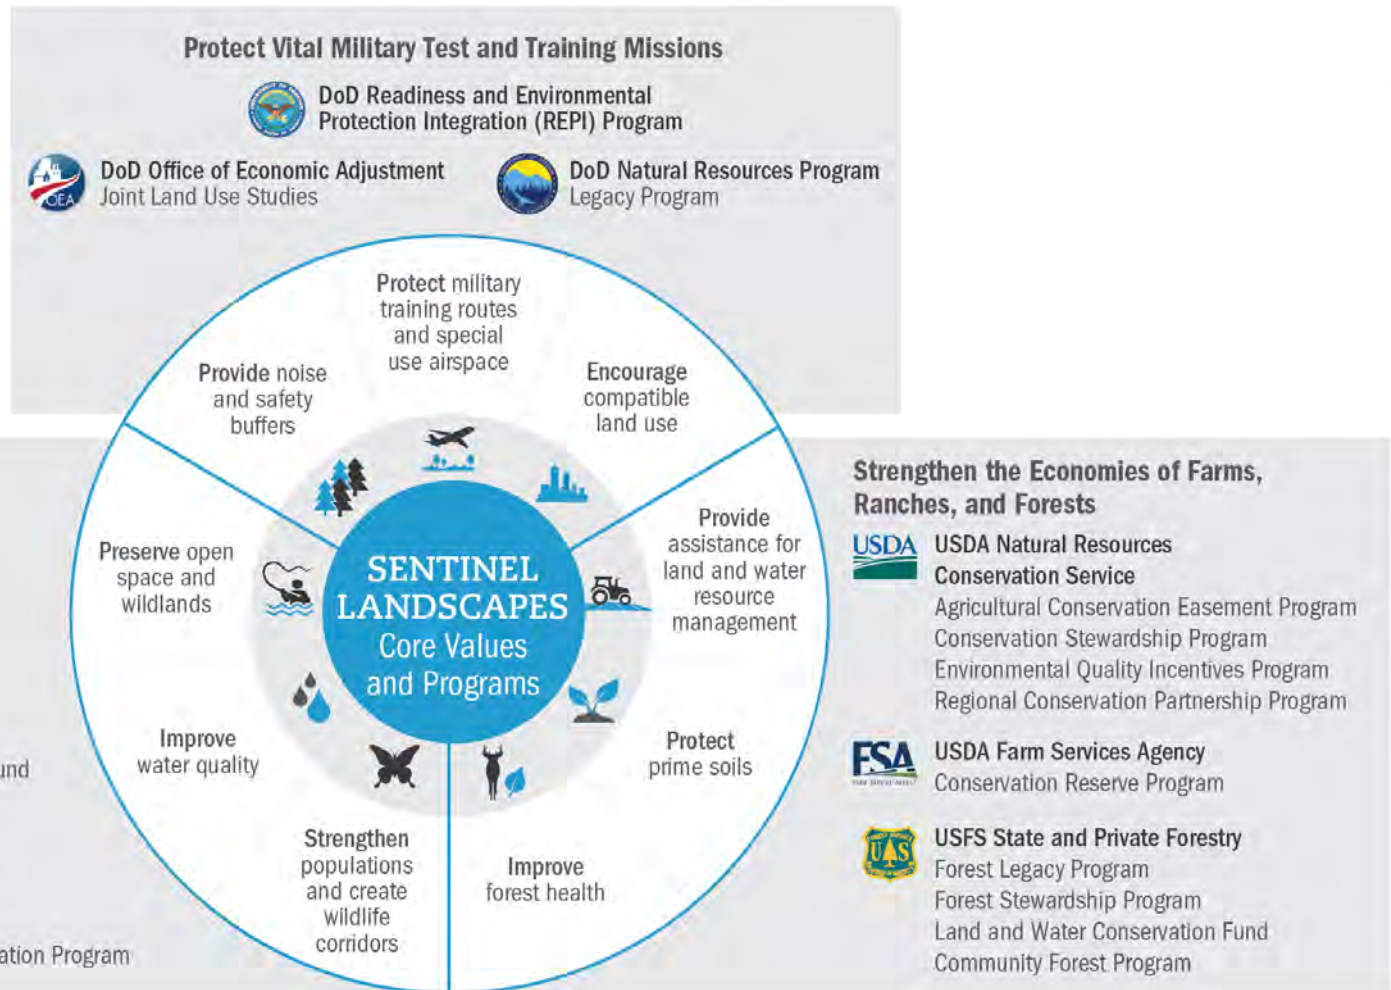 Protect Vital Military Test and Training Missions
DoD Readiness and Environmental
Protection Integration (REPI) Program
OEA
DoD Office of Economic Adjustment
Joint Land Use Studies
DoD Natural Resources Program
Legacy Program
Protect military
training routes
and special
use airspace
Provide noise
and safety
buffers
Encourage
compatible
land use
Preserve open
space and
wildlands
Improve
water quality
Strengthen
populations
and create
wildlife
corridors
Improve
forest health
Protect
prime soils
Provide
assistance for
land and water
resource
management
SENTINEL
LANDSCAPES
Core Values
and Programs
und
ation Program
Strengthen the Economies of Farms,
Ranches, and Forests
USDA
USDA Natural Resources
Conservation Service
Agricultural Conservation Easement Program
Conservation Stewardship Program
Environmental Quality Incentives Program
Regional Conservation Partnership Program
FSA
USDA Farm Services Agency
Conservation Reserve Program
U S
USFS State and Private Forestry
Forest Legacy Program
Forest Stewardship Program
Land and Water Conservation Fund
Community Forest Program